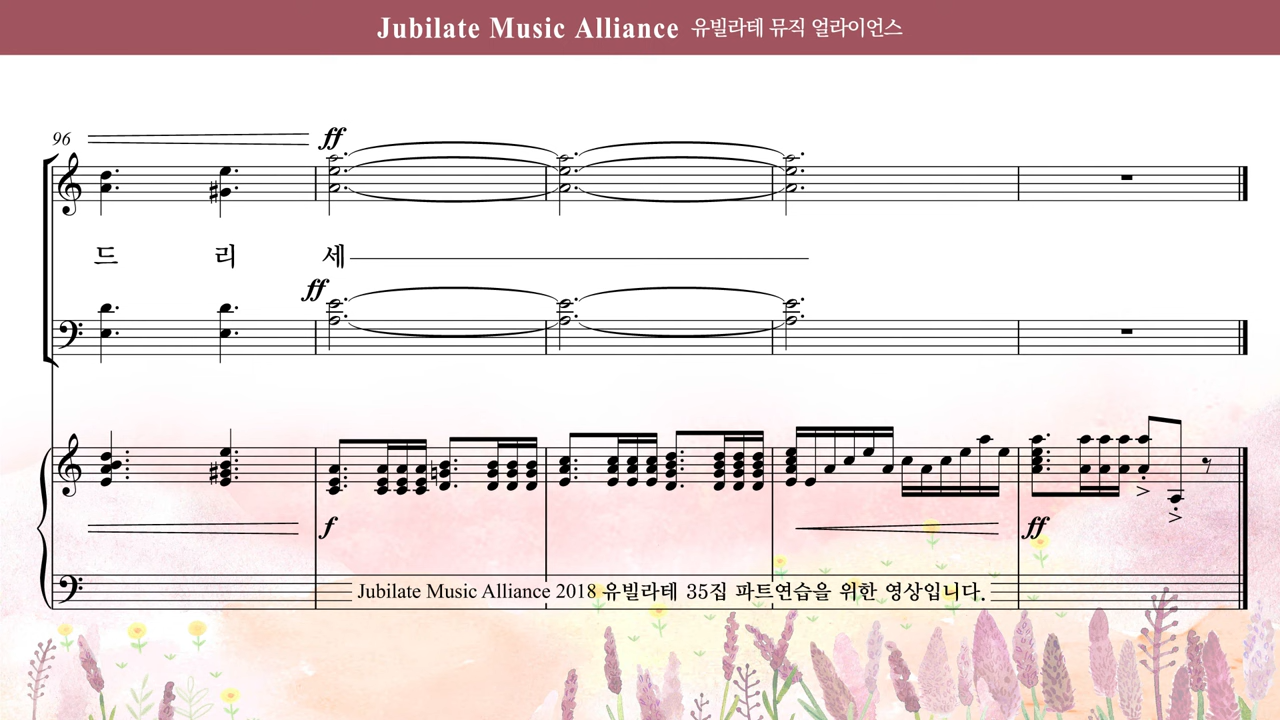 Jubilate Music Alliance 유빌라테 뮤직 얼라이언스
96
ff
드 리 세
ff
f
ff
Jubilate Music Alliance 2018 유빌라테 35집 파트연습을 위한 영상입니다.